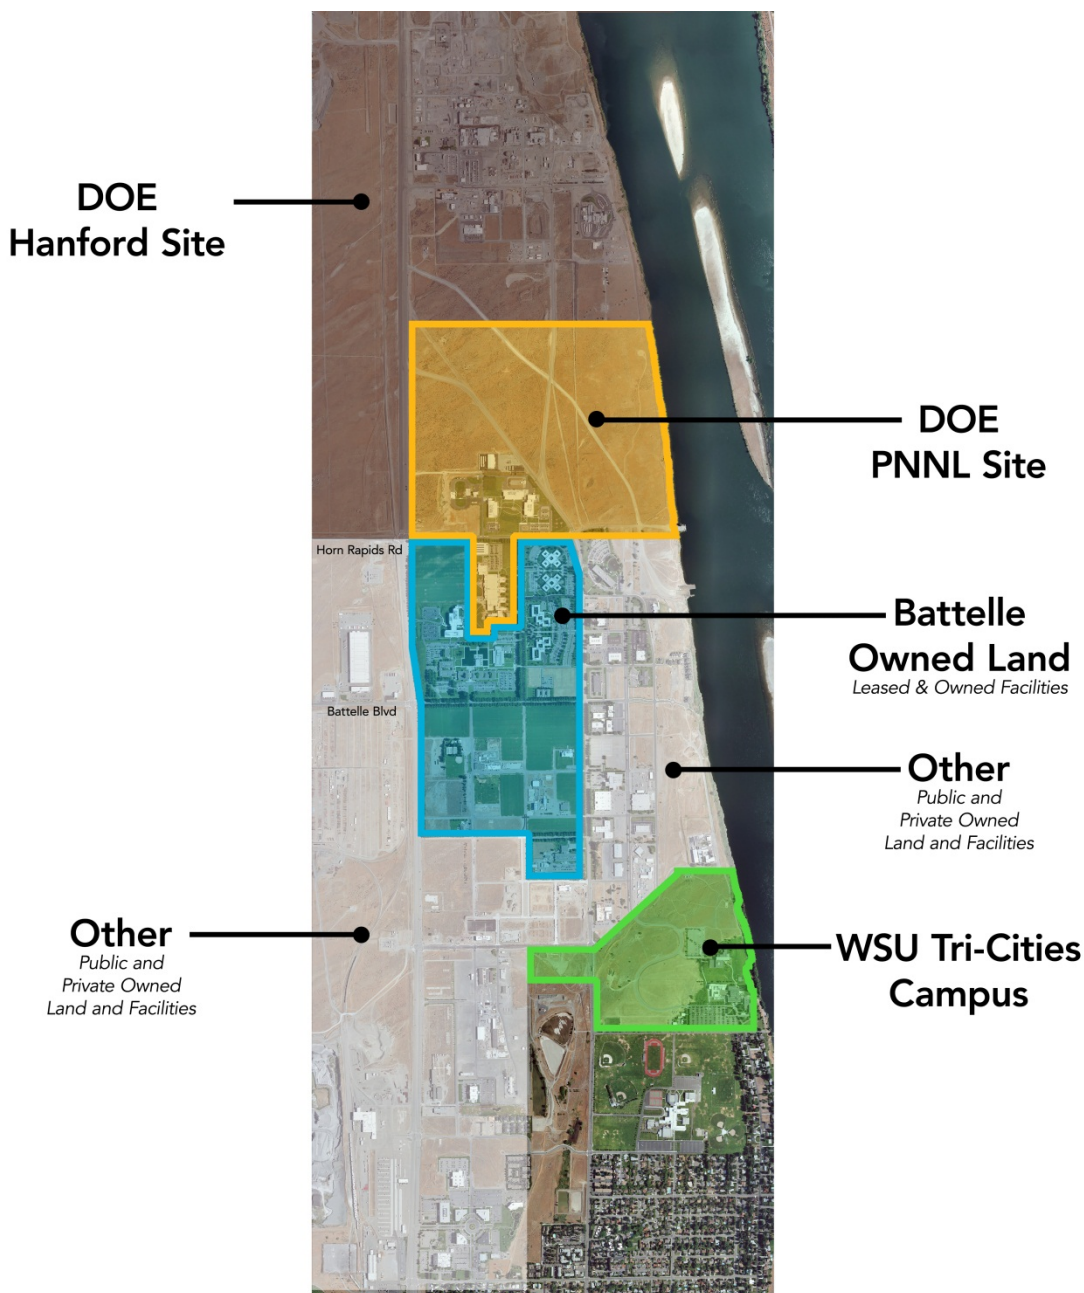 DOE
Hanford Site
DOE
PNNL Site
Horn Rapids Rd
Battelle
Owned Land
Leased & Owned Facilities
Battelle Blvd
Other
Public and
Private Owned
Land and Facilities
Other
Public and
Private Owned
Land and Facilities
WSU Tri-Cities
Campus